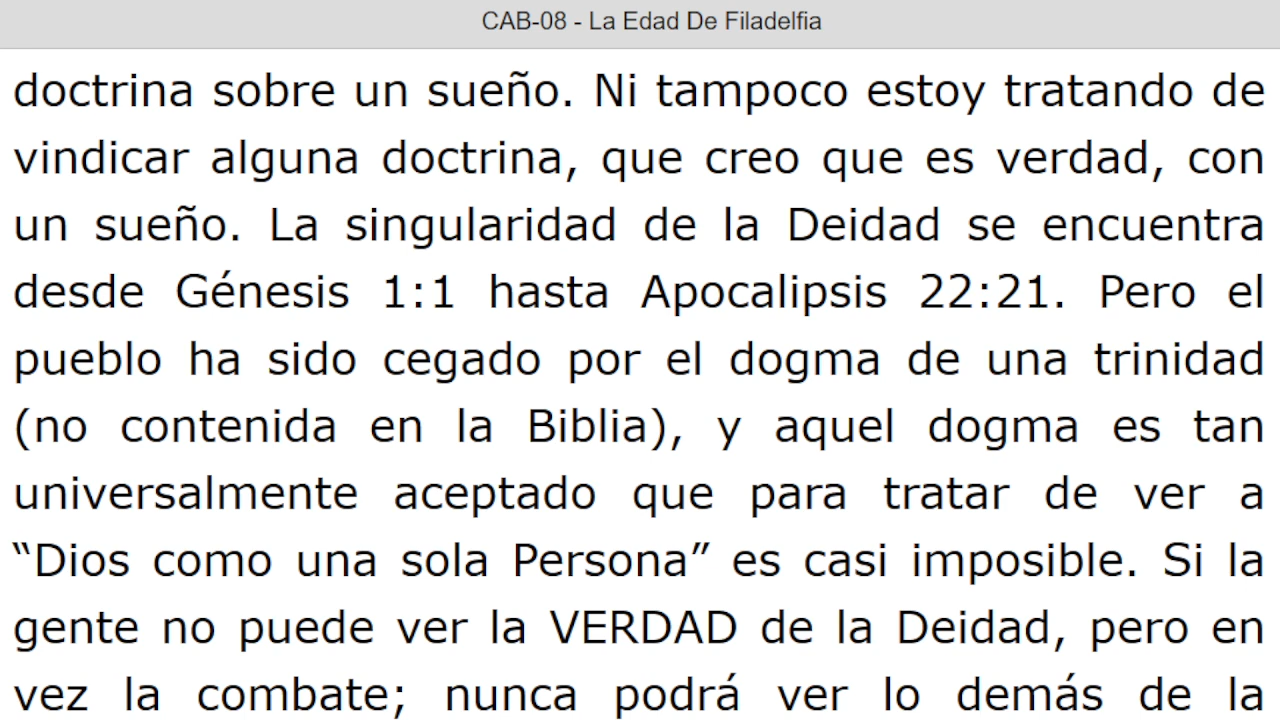 CAB-08 - La Edad De Filadelfia
doctrina sobre un sueño. Ni tampoco estoy tratando de
vindicar alguna doctrina, que creo que es verdad, con
un sueño. La singularidad de la Deidad se encuentra
desde Génesis 1:1 hasta Apocalipsis 22:21. Pero el
pueblo ha sido cegado por el dogma de una trinidad
(no contenida en la Biblia), y aquel dogma es tan
universalmente aceptado que para tratar de ver a
“Dios como una sola Persona” es casi imposible. Si la
gente no puede ver la VERDAD de la Deidad, pero en
vez la combate; nunca podrá ver lo demás de la